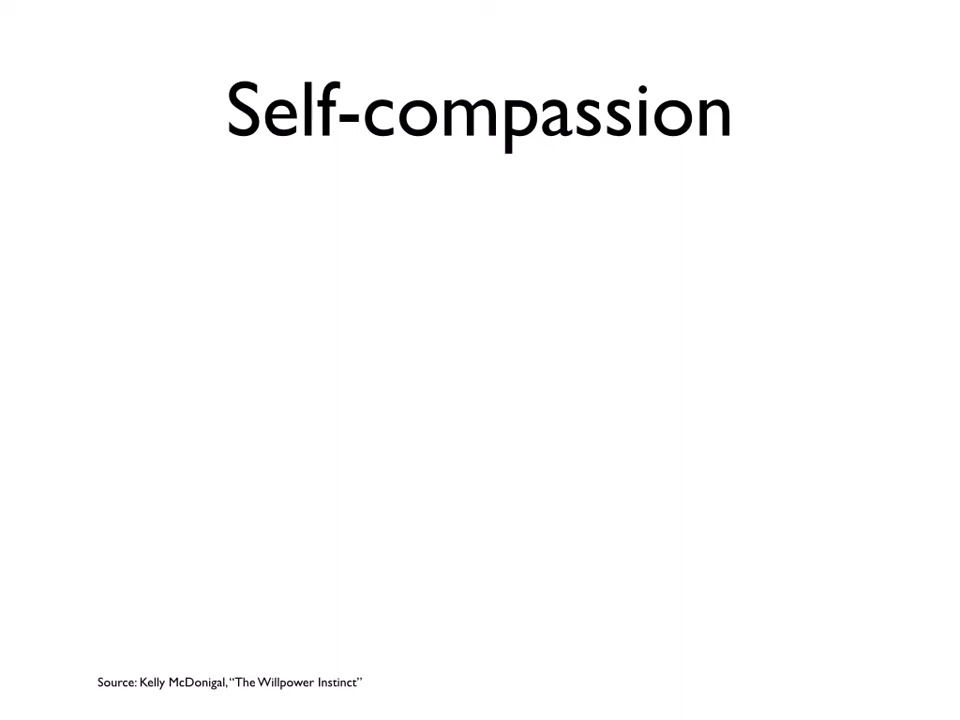 Self-compassion
Source: Kelly McDonigal, “The Willpower Instinct”